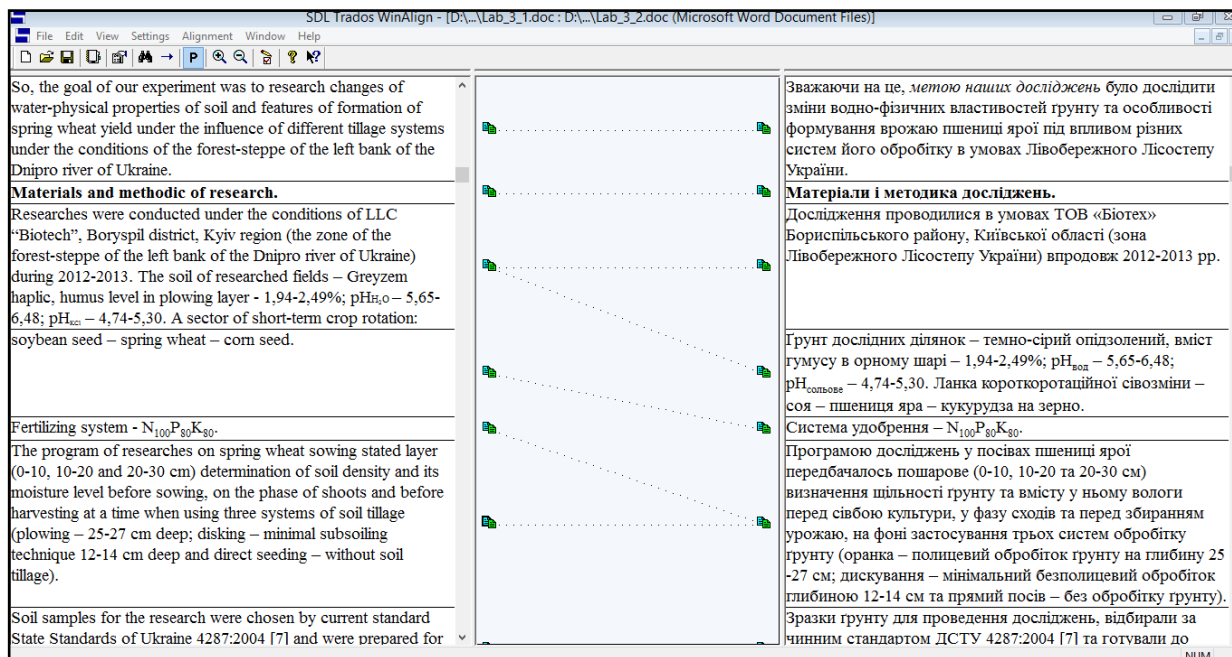 SDL Trados WinAlign - [D:\...\Lab_3_1.doc : D:\...\Lab_3_2.doc (Microsoft Word Document Files)]
File Edit View Settings Alignment Window Help
P
So, the goal of our experiment was to research changes of
water-physical properties of soil and features of formation of
spring wheat yield under the influence of different tillage systems
under the conditions of the forest-steppe of the left bank of the
Dnipro river of Ukraine.
Materials and methodic of research.
Researches were conducted under the conditions of LLC
“Biotech”, Boryspil district, Kyiv region (the zone of the
forest-steppe of the left bank of the Dnipro river of Ukraine)
during 2012-2013. The soil of researched fields – Greyzem
haplic, humus level in plowing layer - 1,94-2,49%; pHH₂O – 5,65-
6,48; pHкcl – 4,74-5,30. A sector of short-term crop rotation:
soybean seed – spring wheat – corn seed.
Fertilizing system - N₁₀₀P₈₀K₈₀.
The program of researches on spring wheat sowing stated layer
(0-10, 10-20 and 20-30 cm) determination of soil density and its
moisture level before sowing, on the phase of shoots and before
harvesting at a time when using three systems of soil tillage
(plowing – 25-27 cm deep; disking – minimal subsoiling
technique 12-14 cm deep and direct seeding – without soil
tillage).
Soil samples for the research were chosen by current standard
State Standards of Ukraine 4287:2004 [7] and were prepared for
Зважаючи на це, метою наших досліджень було дослідити
зміни водно-фізичних властивостей ґрунту та особливості
формування врожаю пшениці ярої під впливом різних
систем його обробітку в умовах Лівобережного Лісостепу
України.
Матеріали і методика досліджень.
Дослідження проводилися в умовах ТОВ «Біотех»
Бориспільського району, Київської області (зона
Лівобережного Лісостепу України) впродовж 2012-2013 рр.
Ґрунт дослідних ділянок – темно-сірий опідзолений, вміст
гумусу в орному шарі – 1,94-2,49%; pHвод – 5,65-6,48;
pHсольове – 4,74-5,30. Ланка короткоротаційної сівозміни –
соя – пшениця яра – кукурудза на зерно.
Система удобрення – N₁₀₀P₈₀K₈₀.
Програмою досліджень у посівах пшениці ярої
передбачалось пошарове (0-10, 10-20 та 20-30 см)
визначення щільності ґрунту та вмісту у ньому вологи
перед сівбою культури, у фазу сходів та перед збиранням
урожаю, на фоні застосування трьох систем обробітку
ґрунту (оранка – полицевий обробіток ґрунту на глибину 25
-27 см; дискування – мінімальний безполицевий обробіток
глибиною 12-14 см та прямий посів – без обробітку ґрунту).
Зразки ґрунту для проведення досліджень, відбирали за
чинним стандартом ДСТУ 4287:2004 [7] та готували до
NUM